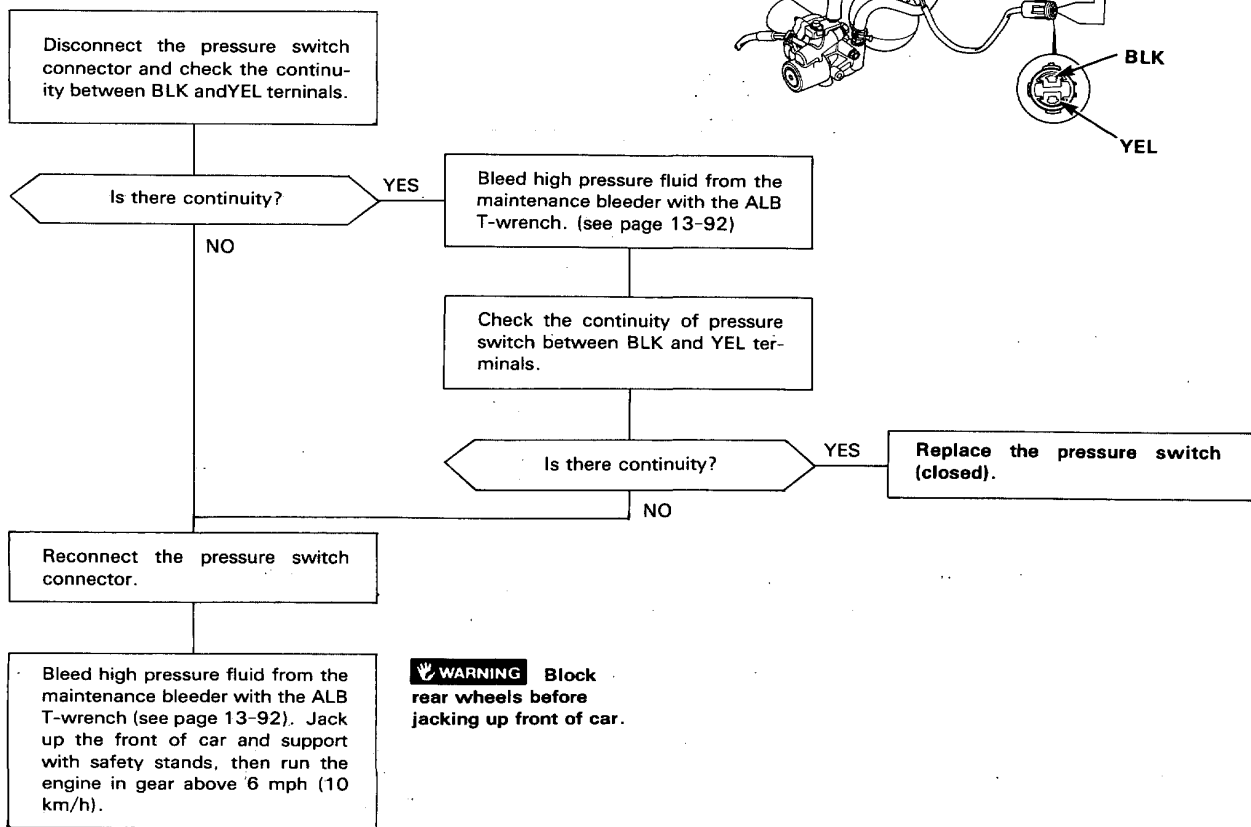 Disconnect the pressure switch
connector and check the continu-
ity between BLK andYEL terninals.
BLK
YEL
Is there continuity?
YES
NO
Bleed high pressure fluid from the
maintenance bleeder with the ALB
T-wrench. (see page 13-92)
Check the continuity of pressure
switch between BLK and YEL ter-
minals.
Is there continuity?
YES
NO
Replace the pressure switch
(closed).
Reconnect the pressure switch
connector.
Bleed high pressure fluid from the
maintenance bleeder with the ALB
T-wrench (see page 13-92). Jack
up the front of car and support
with safety stands, then run the
engine in gear above 6 mph (10
km/h).
WARNING Block
rear wheels before
jacking up front of car.